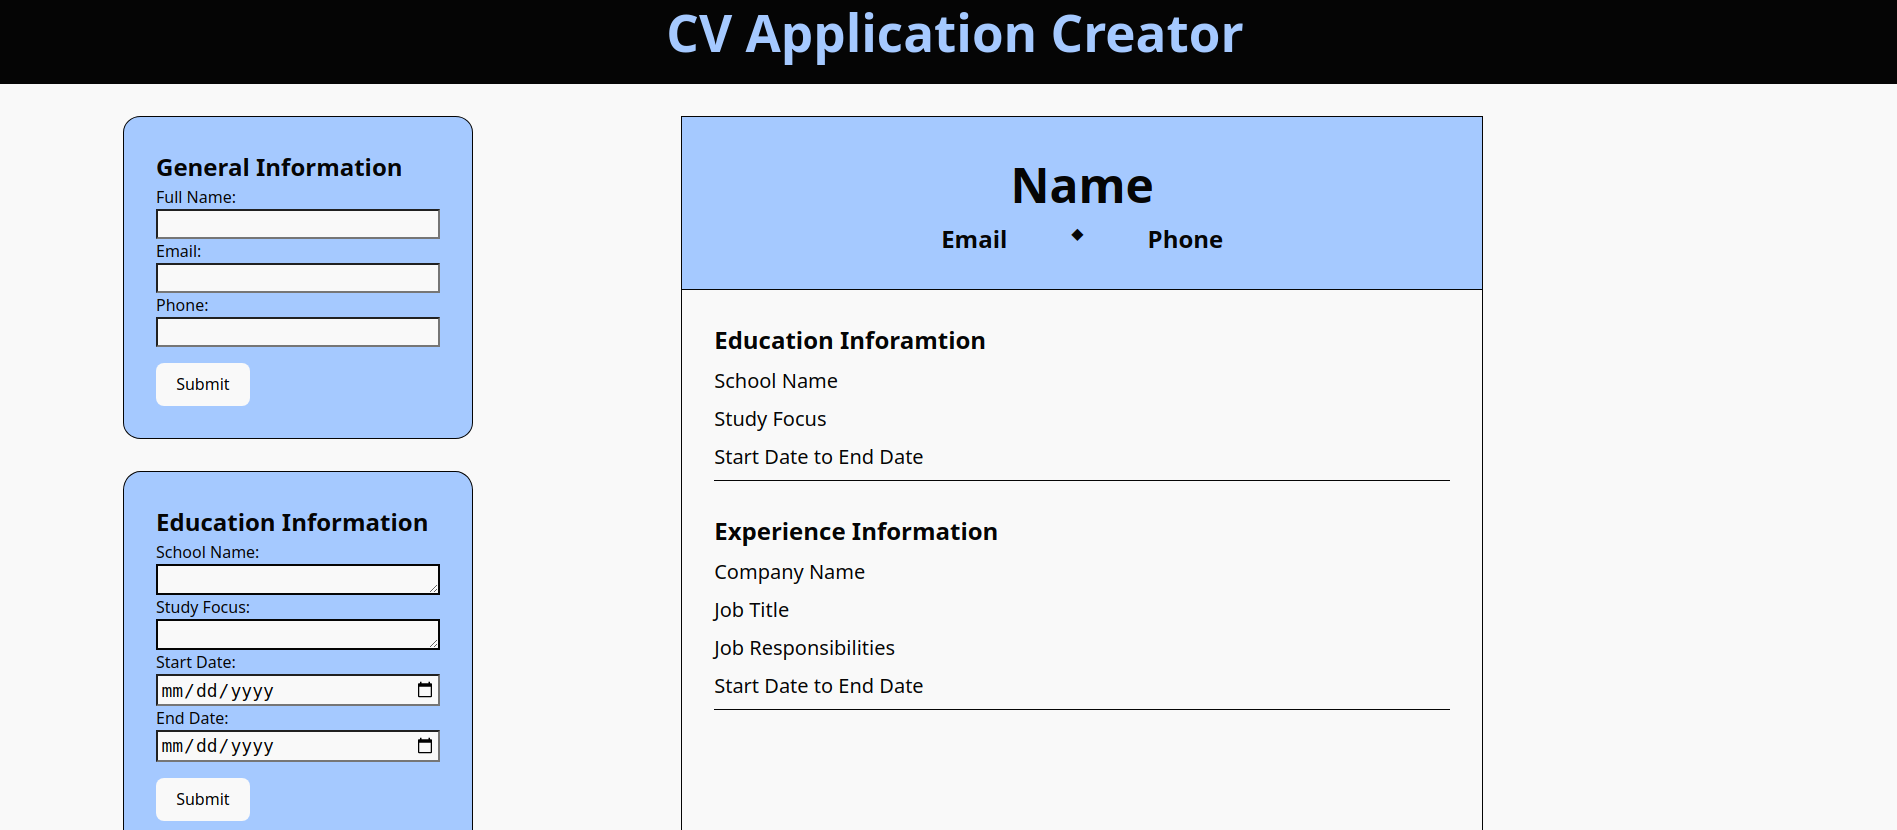 CV Application Creator
General Information
Full Name:
Email:
Phone:
Submit
Education Information
School Name:
Study Focus:
Start Date:
mm/dd/yyyy
End Date:
mm/dd/yyyy
Submit
Name
Email ◆ Phone
Education Inforamtion
School Name
Study Focus
Start Date to End Date
Experience Information
Company Name
Job Title
Job Responsibilities
Start Date to End Date